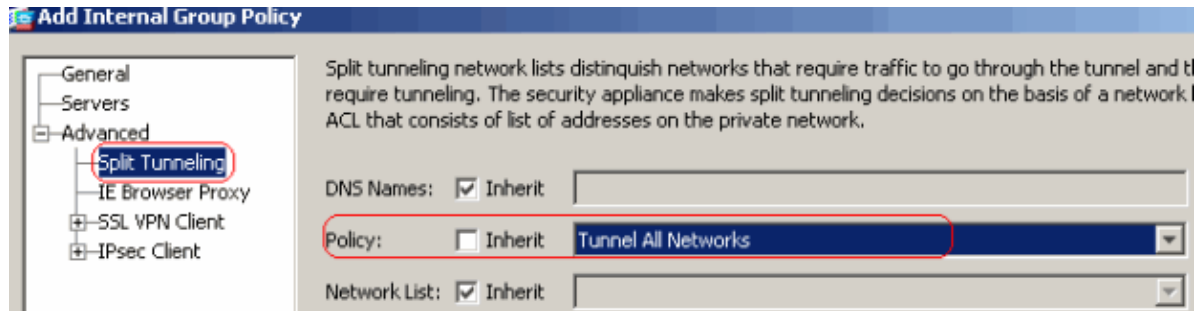 Add Internal Group Policy
General
Servers
Advanced
Split Tunneling
IE Browser Proxy
SSL VPN Client
IPsec Client
Split tunneling network lists distinguish networks that require traffic to go through the tunnel and
require tunneling. The security appliance makes split tunneling decisions on the basis of a network
ACL that consists of list of addresses on the private network.
DNS Names: Inherit
Policy: Inherit Tunnel All Networks
Network List: Inherit